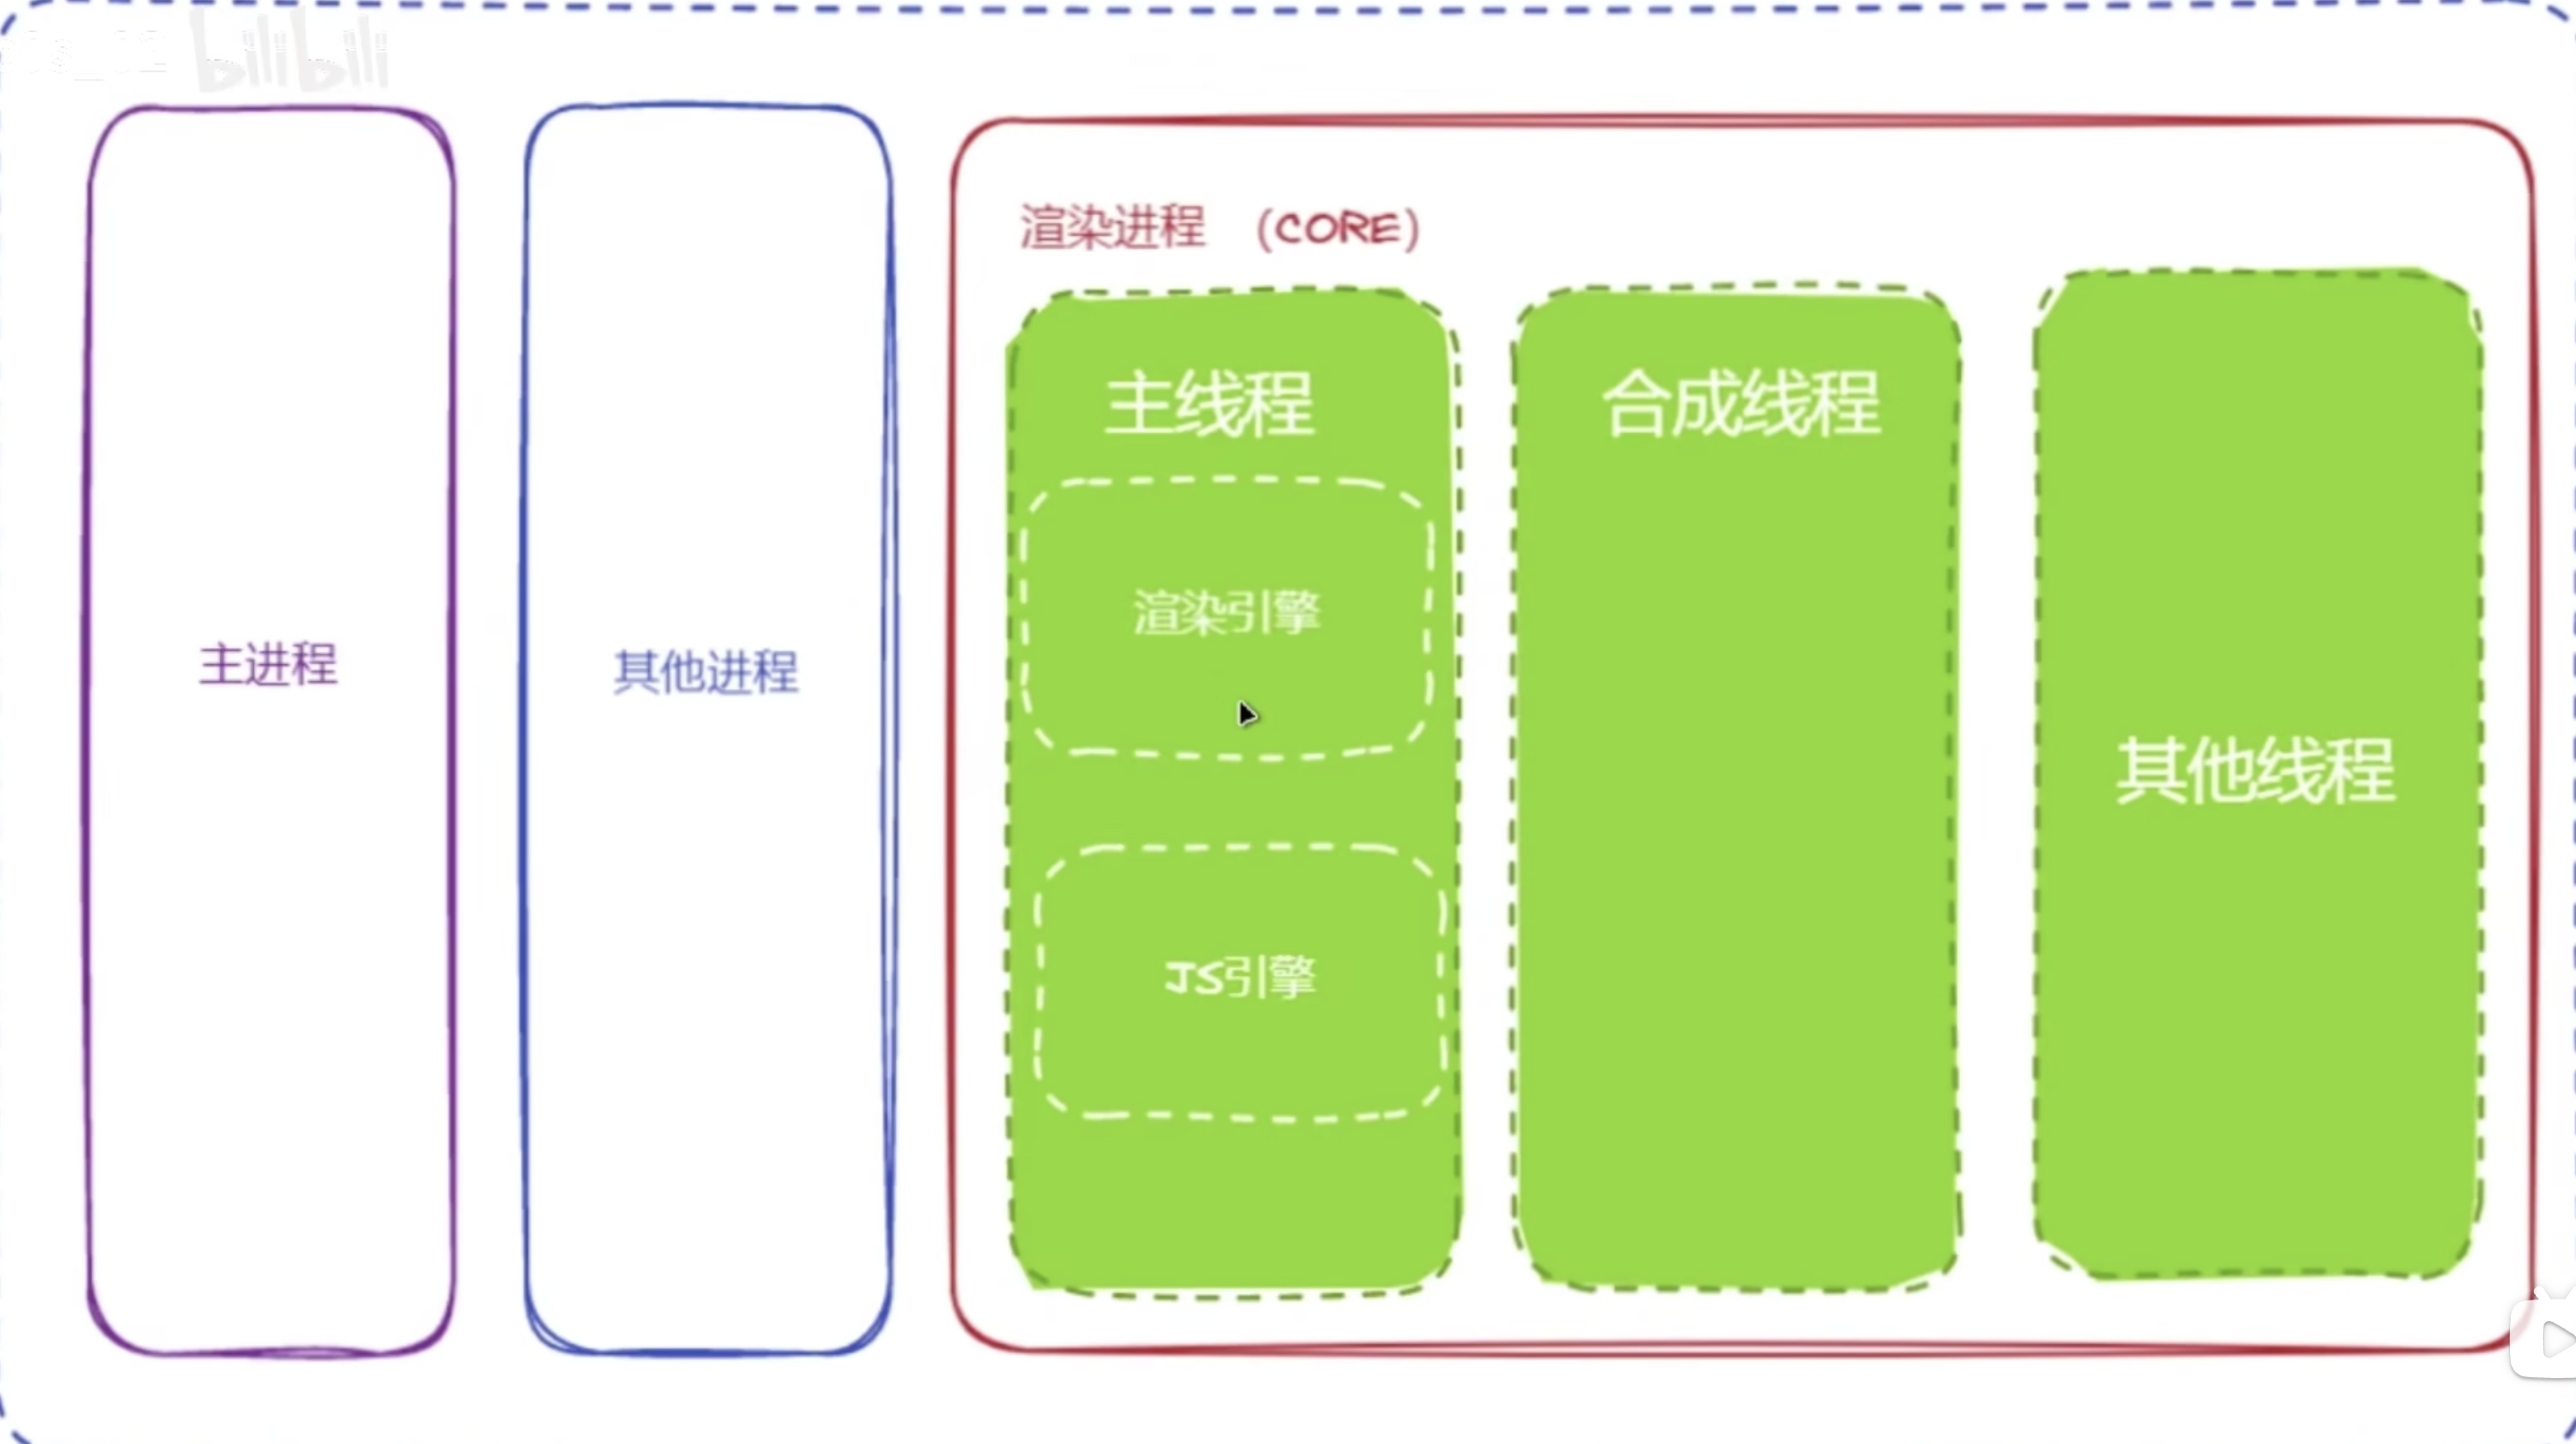 bilibili
渲染进程 (CORE)
主线程
合成线程
渲染引擎
主进程
其他进程
其他线程
JS引擎